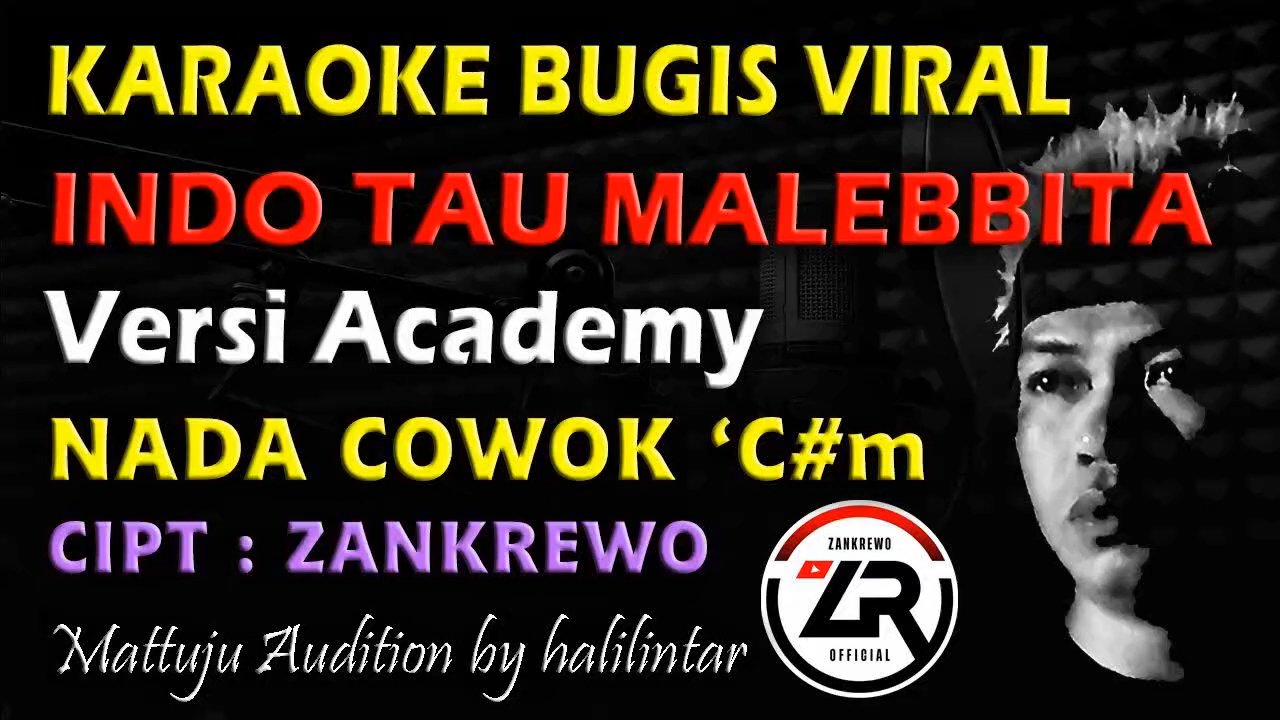 KARAOKE BUGIS VIRAL
INDO TAU MALEBBITA
Versi Academy
NADA COWOK ‘C#m
CIPT : ZANKREWO
Mattuju Audition by halilintar
ZANKREWO
ZR
OFFICIAL